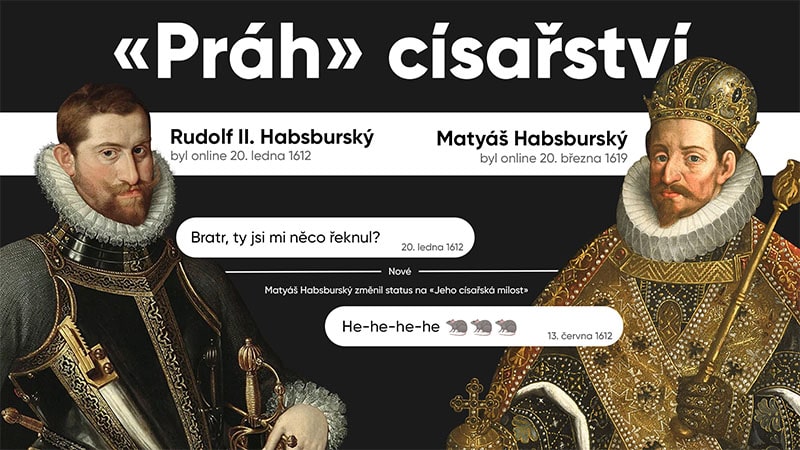 «Práh» císařství
Rudolf II. Habsburský
byl online 20. ledna 1612
Matyáš Habsburský
byl online 20. března 1619
Bratr, ty jsi mi něco řeknul?
20. ledna 1612
Nové
Matyáš Habsburský změnil status na «Jeho císařská milost»
He-he-he-he 🐀🐀🐀
13. června 1612